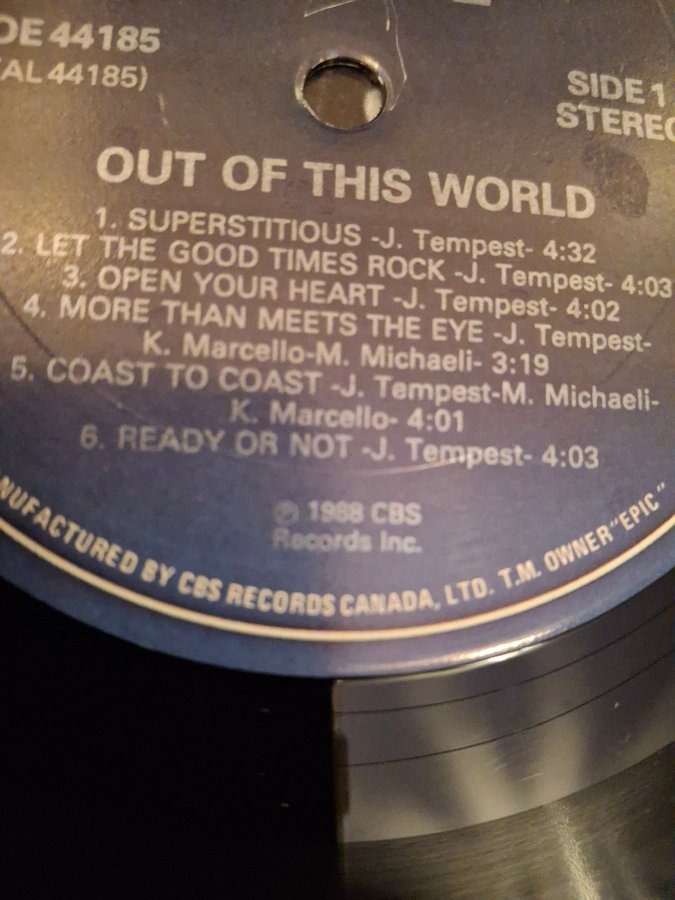 OE 44185
(AL 44185)
SIDE 1
STEREO
OUT OF THIS WORLD
1. SUPERSTITIOUS -J. Tempest- 4:32
2. LET THE GOOD TIMES ROCK -J. Tempest- 4:03
3. OPEN YOUR HEART -J. Tempest- 4:02
4. MORE THAN MEETS THE EYE -J. Tempest-
K. Marcello-M. Michaeli- 3:19
5. COAST TO COAST -J. Tempest-M. Michaeli-
K. Marcello- 4:01
6. READY OR NOT -J. Tempest- 4:03
℗ 1988 CBS
Records Inc.
NUFACTURED BY CBS RECORDS CANADA, LTD. T.M. OWNER "EPIC"